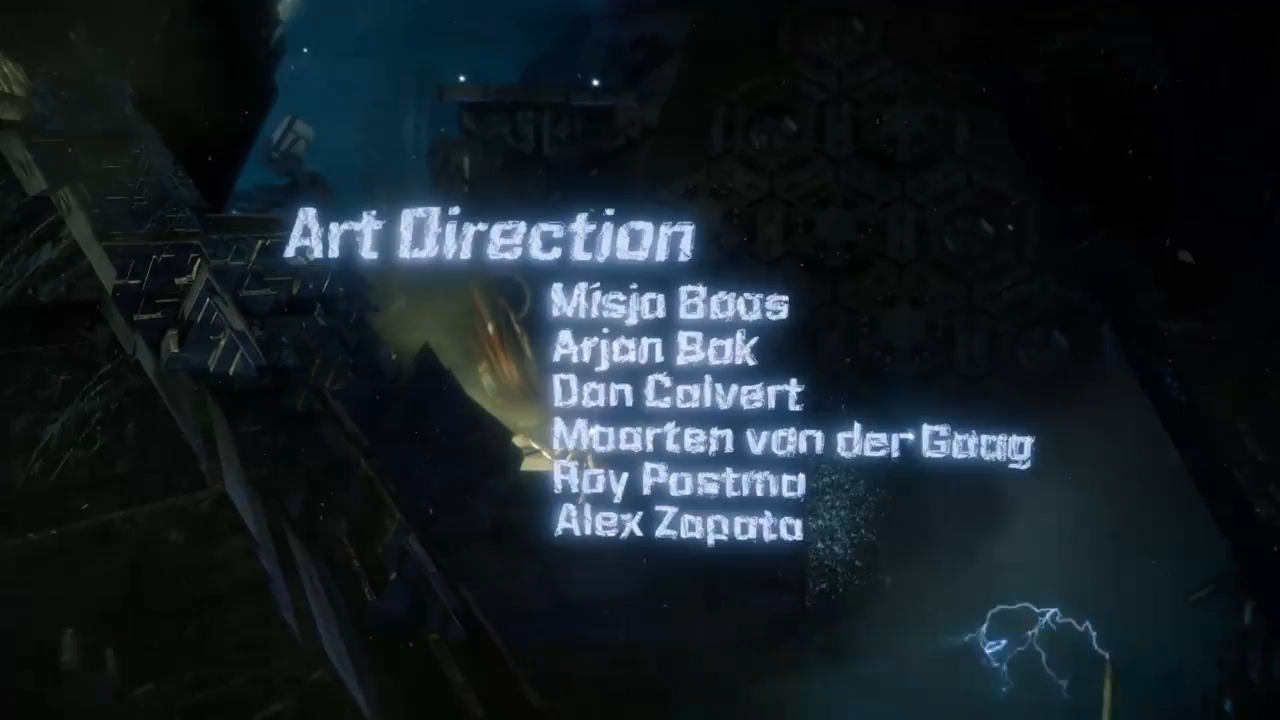 Art Direction
Misja Baas
Arjan Bak
Dan Calvert
Maarten van der Gaag
Roy Postma
Alex Zapata